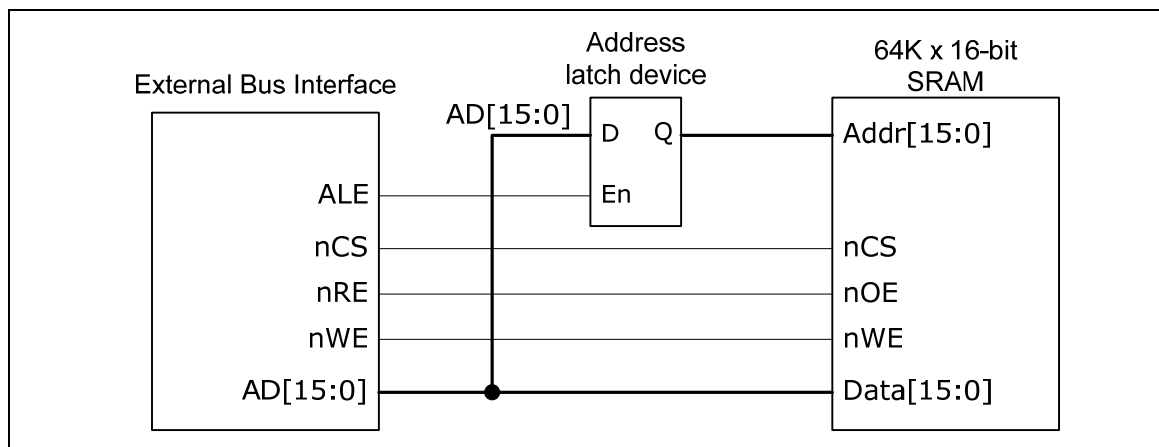 Address
latch device
64K x 16-bit
SRAM
External Bus Interface
AD[15:0]
D
Q
Addr[15:0]
ALE
En
nCS
nCS
nRE
nOE
nWE
nWE
AD[15:0]
Data[15:0]